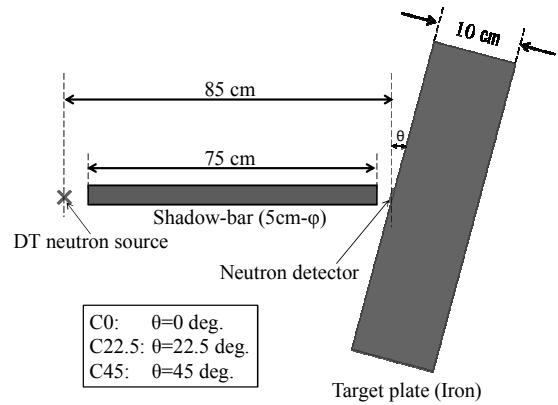 10 cm
85 cm
θ
75 cm
Shadow-bar (5cm-φ)
DT neutron source
Neutron detector
C0: θ=0 deg.
C22.5: θ=22.5 deg.
C45: θ=45 deg.
Target plate (Iron)